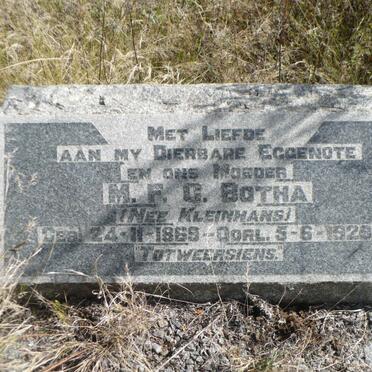 MET LIEFDE
AAN MY DIERBARE EGGENOTE
EN ONS MOEDER
M. F. G. BOTHA
(NEE KLEINHANS)
GEB. 24-11-1869 - OORL. 5-6-1929
TOTWEERSIENS.